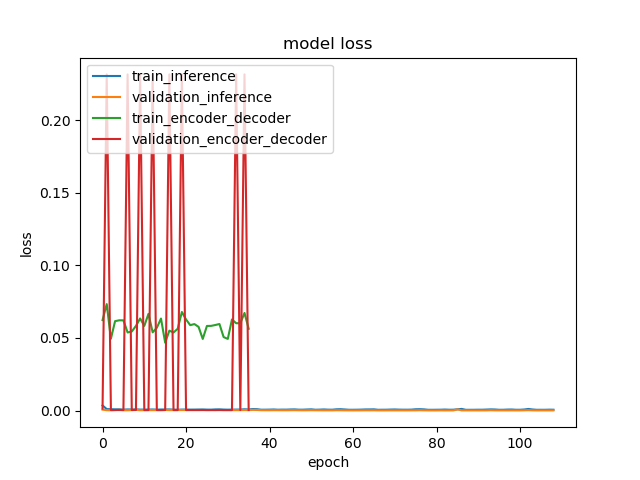 model loss
train_inference
validation_inference
train_encoder_decoder
validation_encoder_decoder
0.20
0.15
0.10
0.05
0.00
loss
0 20 40 60 80 100
epoch